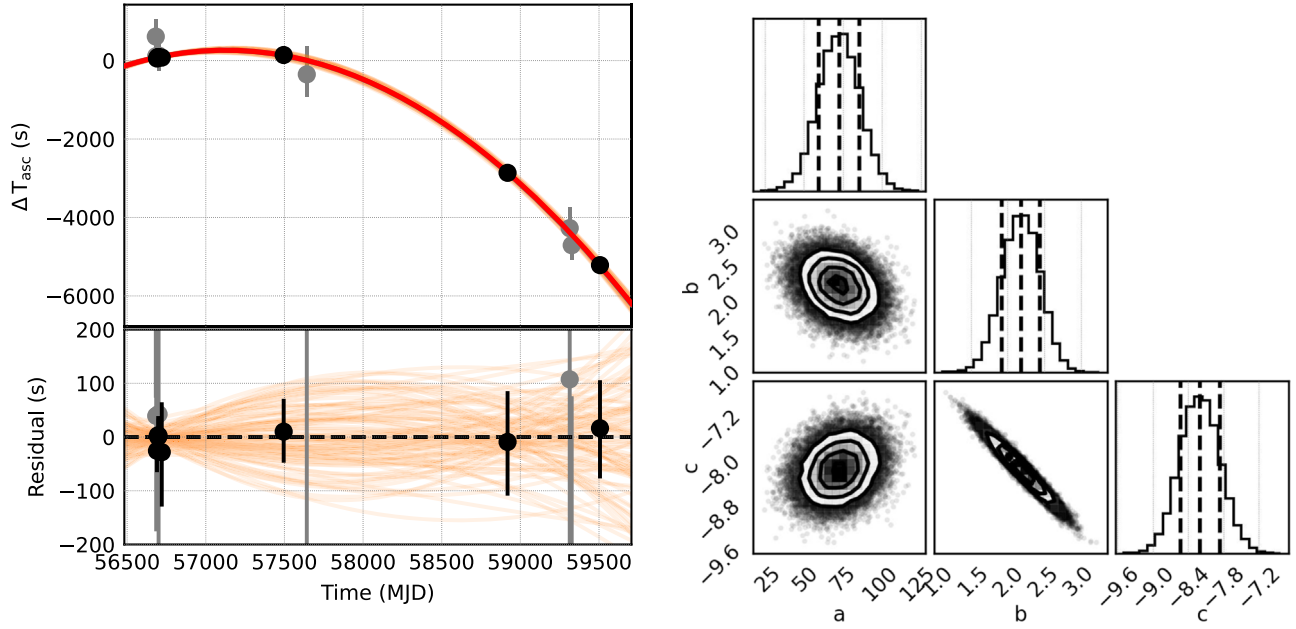 0
−2000
−4000
−6000
Δ T_asc (s)
200
100
0
−100
−200
Residual (s)
56500 57000 57500 58000 58500 59000 59500
Time (MJD)
3.0
2.5
2.0
1.5
1.0
b
−7.2
−8.0
−8.8
−9.6
c
25 50 75 100 125
a
1.0 2.0 2.5 3.0
b
−9.6 −9.0 −8.4 −7.8 −7.2
c